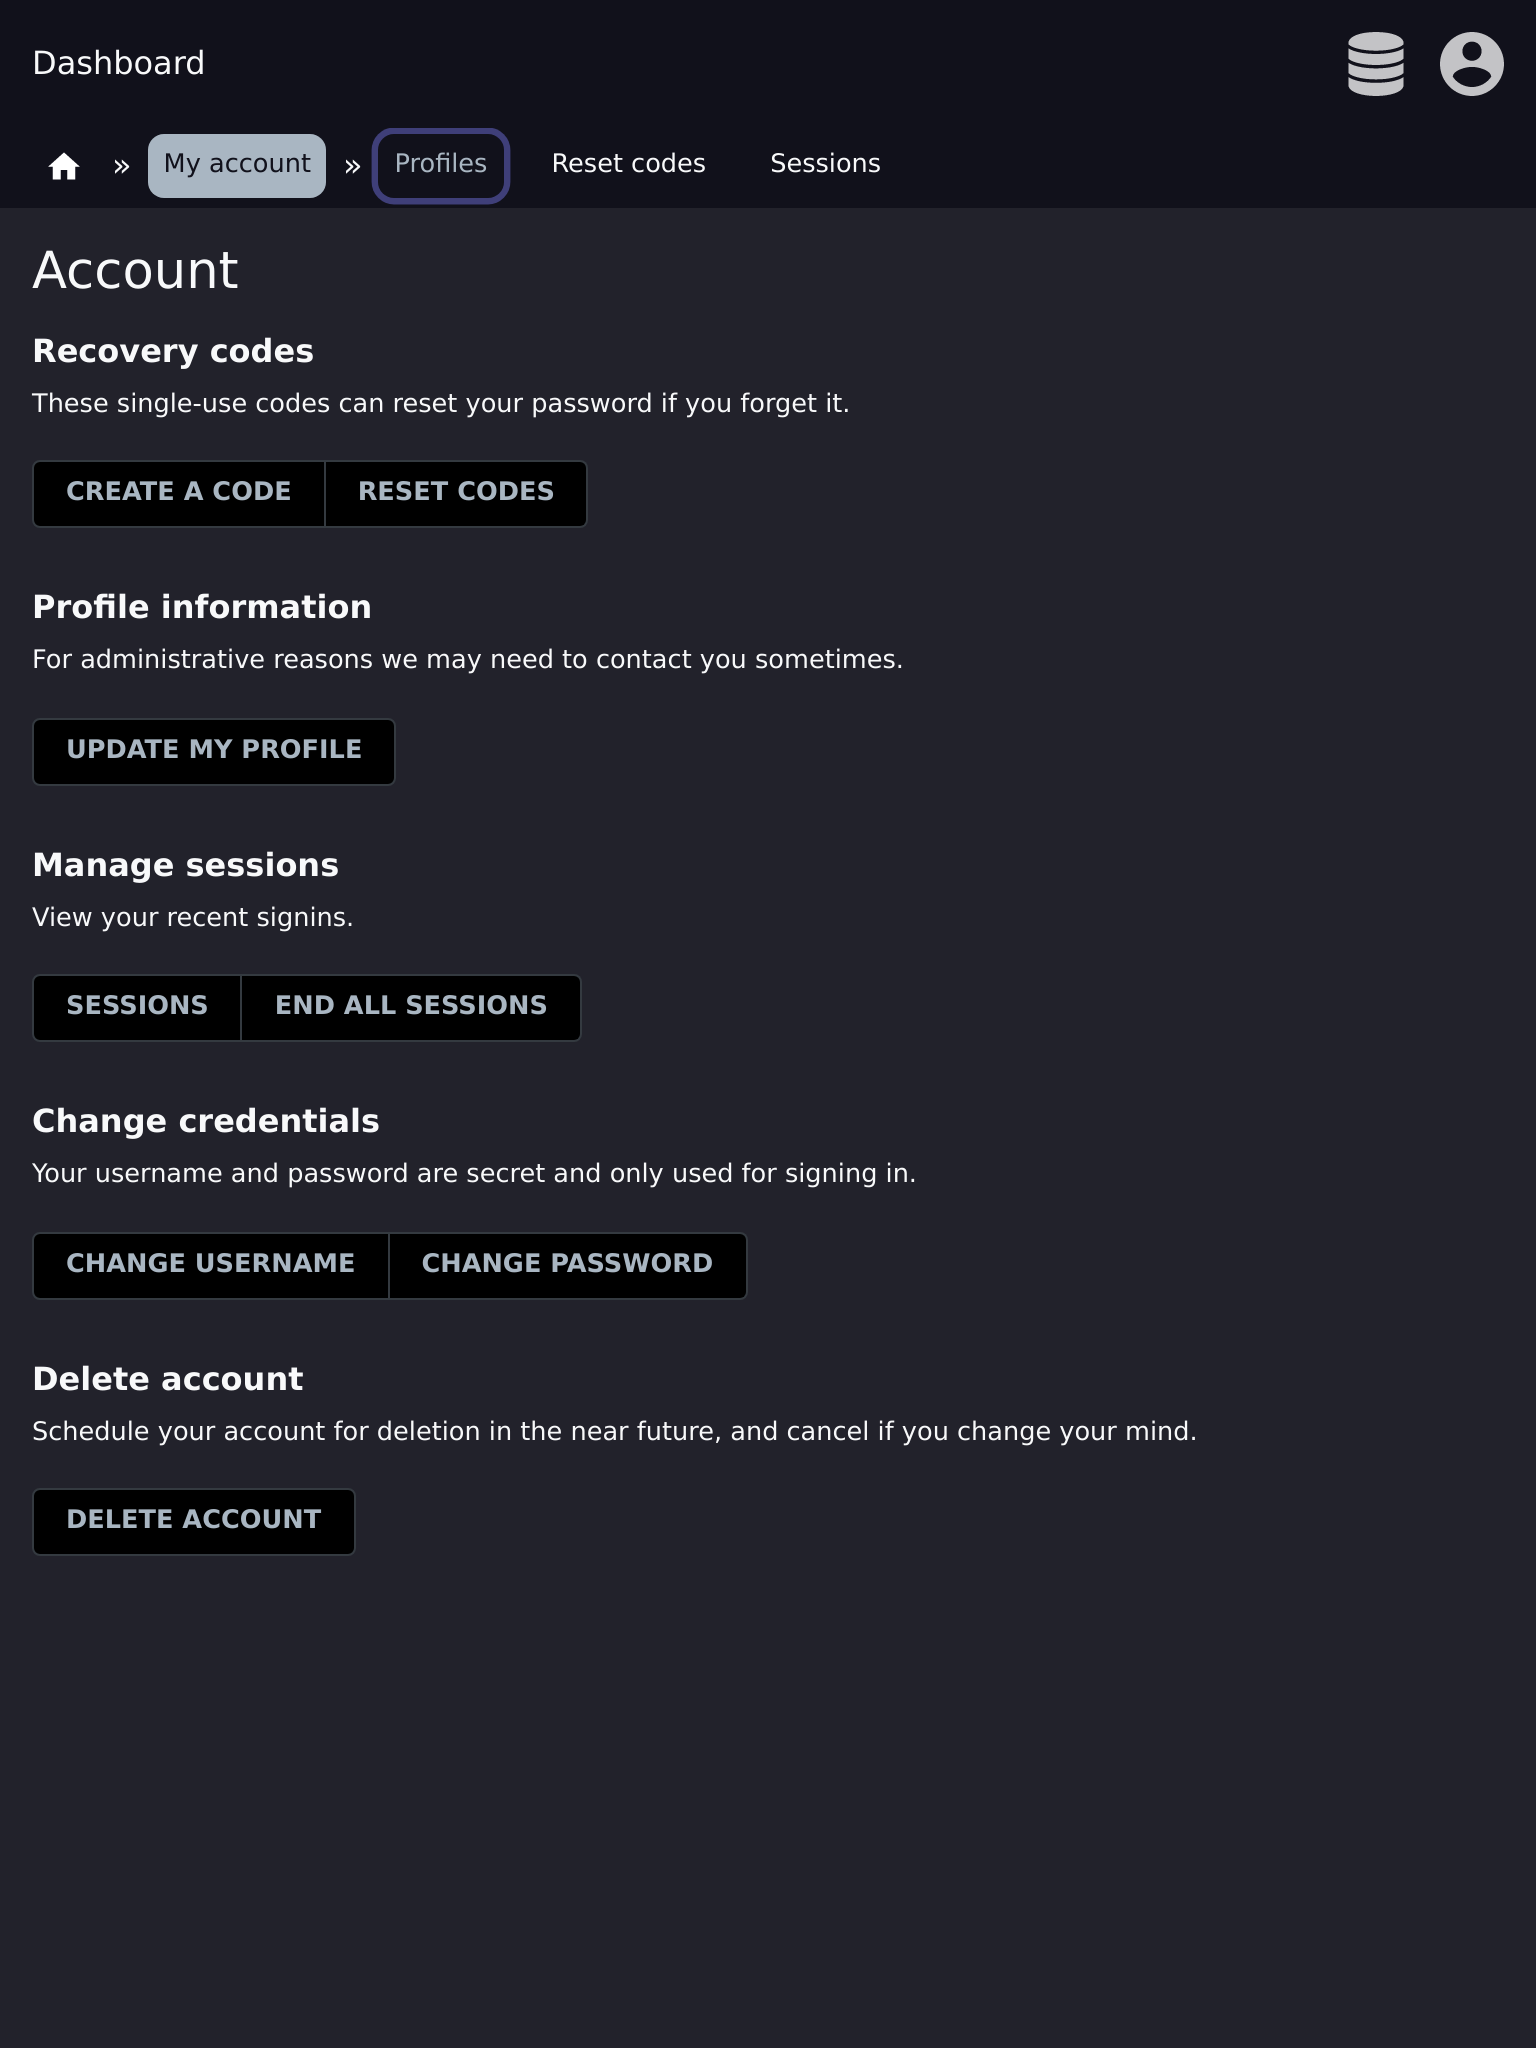 Dashboard
» My account » Profiles Reset codes Sessions
Account
Recovery codes
These single-use codes can reset your password if you forget it.
CREATE A CODE RESET CODES
Profile information
For administrative reasons we may need to contact you sometimes.
UPDATE MY PROFILE
Manage sessions
View your recent signins.
SESSIONS END ALL SESSIONS
Change credentials
Your username and password are secret and only used for signing in.
CHANGE USERNAME CHANGE PASSWORD
Delete account
Schedule your account for deletion in the near future, and cancel if you change your mind.
DELETE ACCOUNT